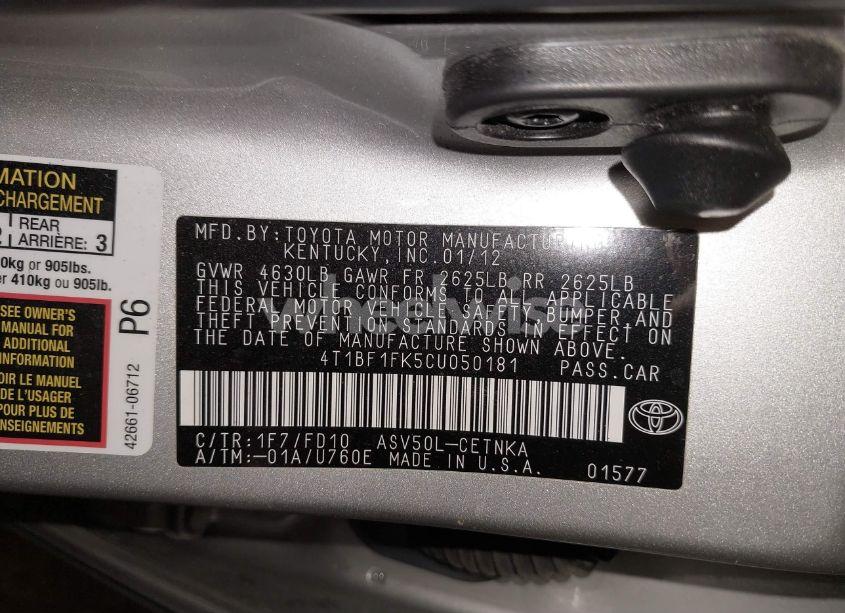 MATION
CHARGEMENT
REAR
ARRIÈRE: 3
0kg or 905lbs.
er 410kg ou 905lb.
SEE OWNER'S
MANUAL FOR
ADDITIONAL
INFORMATION
OIR LE MANUEL
DE L'USAGER
POUR PLUS DE
NSEIGNEMENTS
P6
42661-06712
MFD.BY:TOYOTA MOTOR MANUFACTUR
KENTUCKY,INC.01/12
GVWR 4630LB GAWR FR 2625LB RR 2625LB
THIS VEHICLE CONFORMS TO ALL APPLICABLE
FEDERAL MOTOR VEHICLE SAFETY,BUMPER,AND
THEFT PREVENTION STANDARDS IN EFFECT ON
THE DATE OF MANUFACTURE SHOWN ABOVE.
4T1BF1FK5CU050181 PASS.CAR
C/TR:1F7/FD10 ASV50L-CETNKA
A/TM:-01A/U760E MADE IN U.S.A.
01577